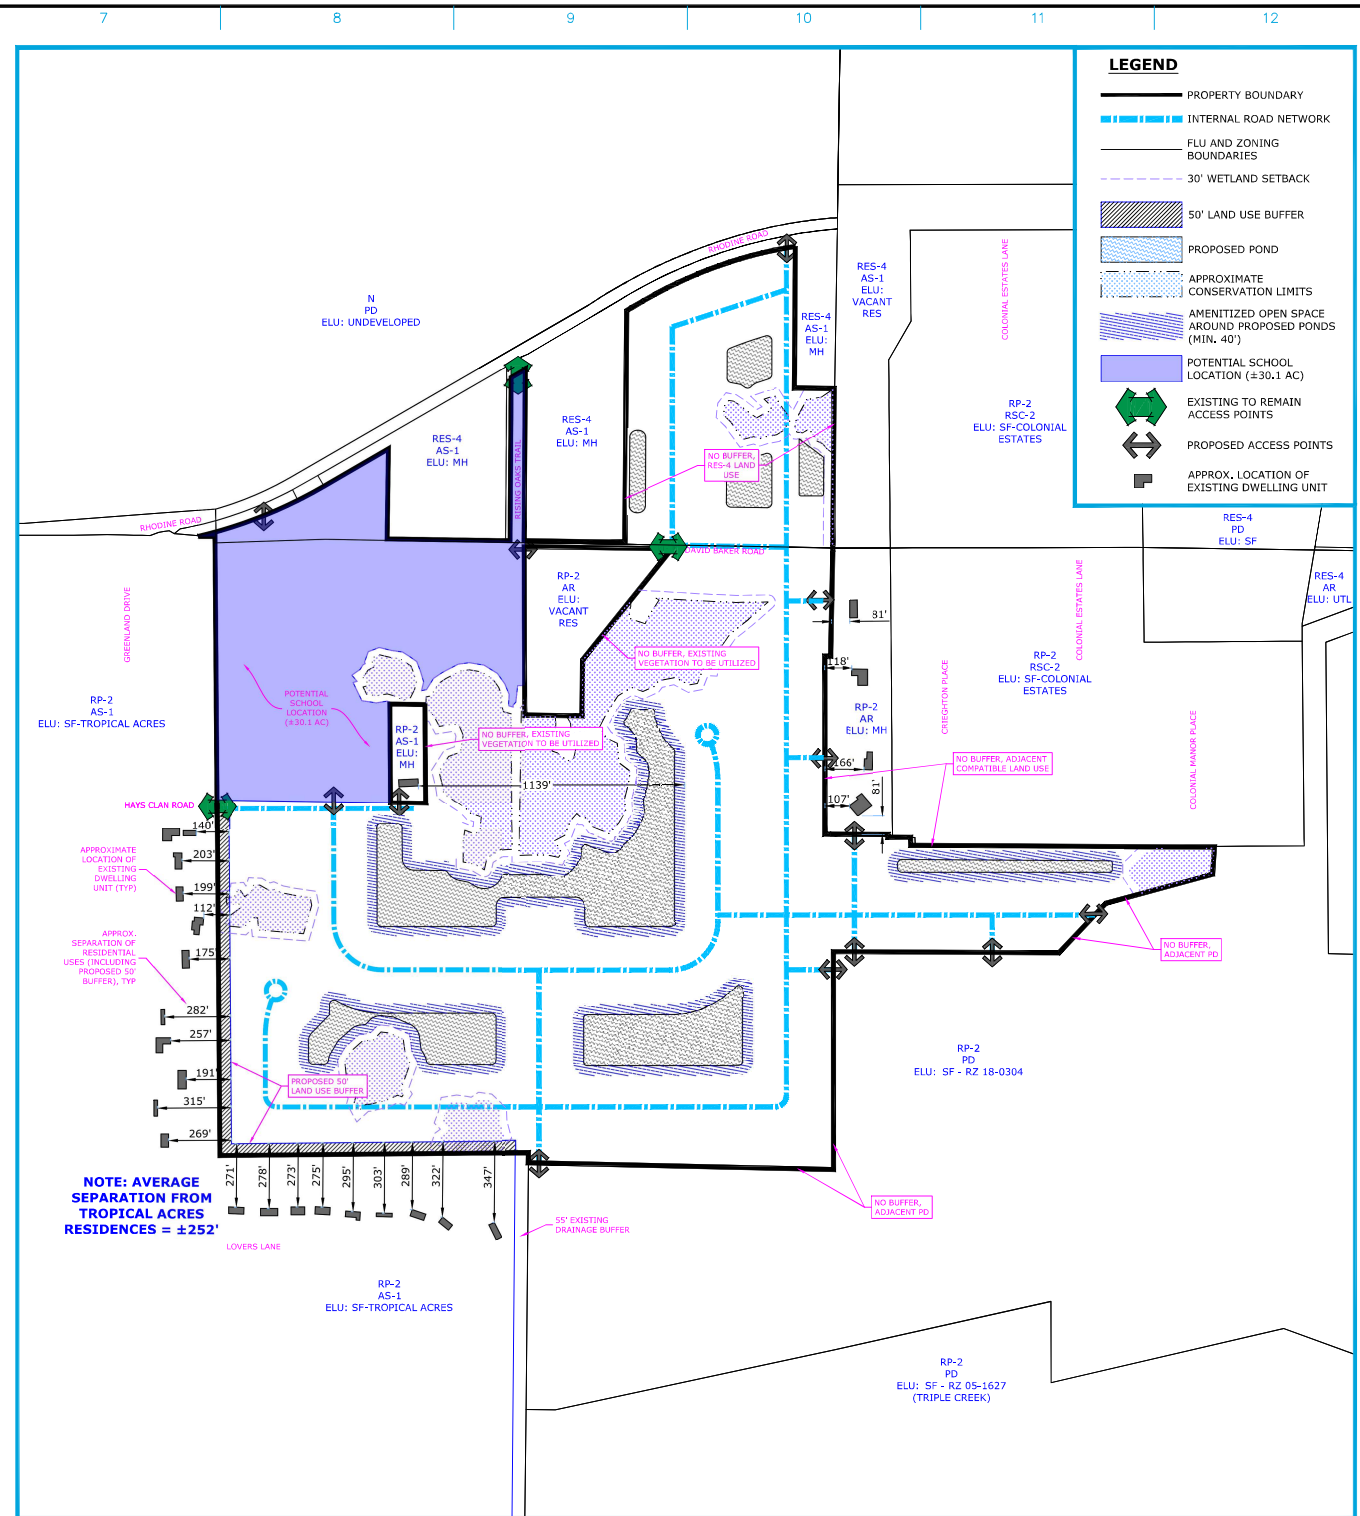 7
8
9
10
11
12
LEGEND
PROPERTY BOUNDARY
INTERNAL ROAD NETWORK
FLU AND ZONING
BOUNDARIES
30' WETLAND SETBACK
50' LAND USE BUFFER
PROPOSED POND
APPROXIMATE
CONSERVATION LIMITS
AMENITIZED OPEN SPACE
AROUND PROPOSED PONDS
(MIN. 40')
POTENTIAL SCHOOL
LOCATION (±30.1 AC)
EXISTING TO REMAIN
ACCESS POINTS
PROPOSED ACCESS POINTS
APPROX. LOCATION OF
EXISTING DWELLING UNIT
RHODINE ROAD
N
PD
ELU: UNDEVELOPED
RES-4
AS-1
ELU:
VACANT
RES
RES-4
AS-1
ELU:
MH
COLONIAL ESTATES LANE
RP-2
RSC-2
ELU: SF-COLONIAL
ESTATES
RES-4
AS-1
ELU: MH
RES-4
AS-1
ELU: MH
RISING OAKS TRAIL
NO BUFFER,
RES-4 LAND
USE
RHODINE ROAD
RES-4
PD
ELU: SF
DAVID BAKER ROAD
RES-4
AR
ELU: UTL
GREENLAND DRIVE
RP-2
AR
ELU:
VACANT
RES
COLONIAL ESTATES LANE
81'
NO BUFFER, EXISTING
VEGETATION TO BE UTILIZED
118'
RP-2
RSC-2
ELU: SF-COLONIAL
ESTATES
CRIEGHTON PLACE
RP-2
AS-1
ELU: SF-TROPICAL ACRES
POTENTIAL
SCHOOL
LOCATION
(±30.1 AC)
RP-2
AR
ELU: MH
COLONIAL MANOR PLACE
RP-2
AS-1
ELU:
MH
NO BUFFER, EXISTING
VEGETATION TO BE UTILIZED
NO BUFFER, ADJACENT
COMPATIBLE LAND USE
166'
1139'
81'
107'
HAYS CLAN ROAD
140'
APPROXIMATE
LOCATION OF
EXISTING
DWELLING
UNIT (TYP)
203'
199'
112'
APPROX.
SEPARATION OF
RESIDENTIAL
USES (INCLUDING
PROPOSED 50'
BUFFER), TYP
175'
NO BUFFER,
ADJACENT PD
282'
257'
RP-2
PD
ELU: SF - RZ 18-0304
191'
PROPOSED 50'
LAND USE BUFFER
315'
269'
271'
278'
273'
275'
295'
303'
289'
322'
347'
NOTE: AVERAGE
SEPARATION FROM
TROPICAL ACRES
RESIDENCES = ±252'
NO BUFFER,
ADJACENT PD
55' EXISTING
DRAINAGE BUFFER
LOVERS LANE
RP-2
AS-1
ELU: SF-TROPICAL ACRES
RP-2
PD
ELU: SF - RZ 05-1627
(TRIPLE CREEK)